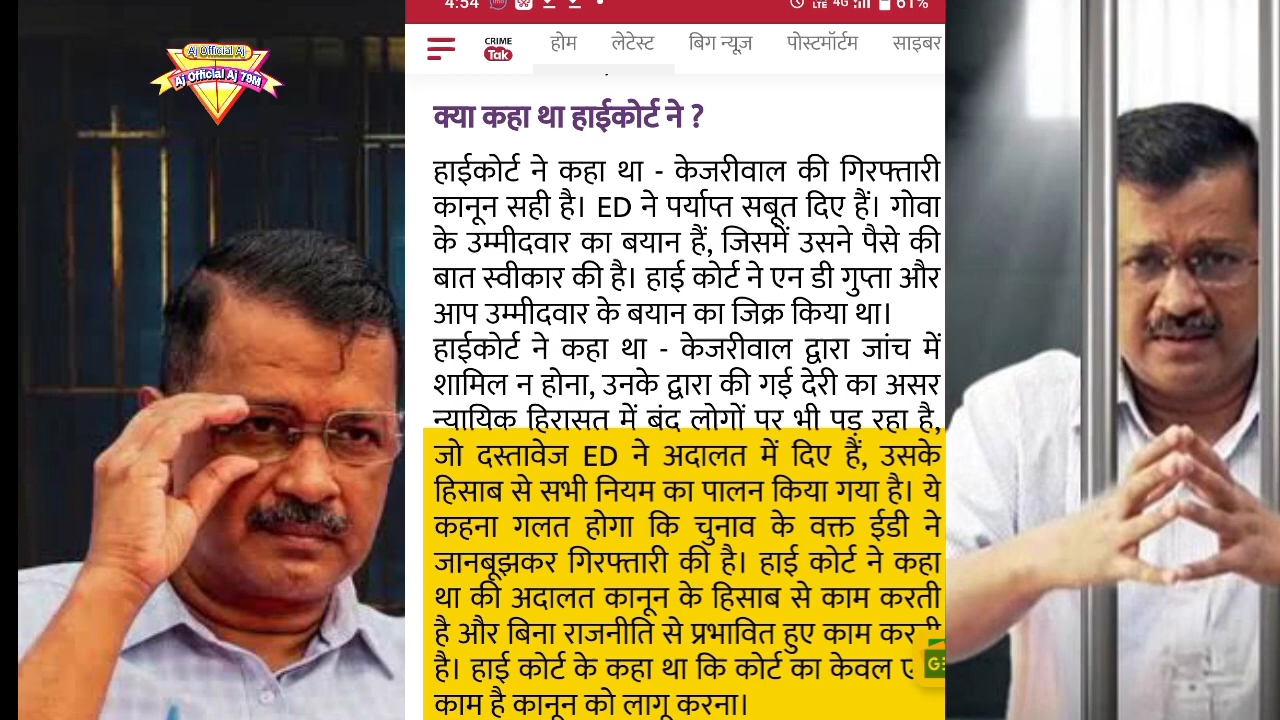 Aj Official Aj
Aj Official Aj 79M
4:54
LTE 4G 61%
CRIME
Tak
होम लेटेस्ट बिग न्यूज़ पोस्टमॉर्टम साइबर
क्या कहा था हाईकोर्ट ने ?
हाईकोर्ट ने कहा था - केजरीवाल की गिरफ्तारी
कानून सही है। ED ने पर्याप्त सबूत दिए हैं। गोवा
के उम्मीदवार का बयान हैं, जिसमें उसने पैसे की
बात स्वीकार की है। हाई कोर्ट ने एन डी गुप्ता और
आप उम्मीदवार के बयान का जिक्र किया था।
हाईकोर्ट ने कहा था - केजरीवाल द्वारा जांच में
शामिल न होना, उनके द्वारा की गई देरी का असर
न्यायिक हिरासत में बंद लोगों पर भी पड़ रहा है,
जो दस्तावेज ED ने अदालत में दिए हैं, उसके
हिसाब से सभी नियम का पालन किया गया है। ये
कहना गलत होगा कि चुनाव के वक्त ईडी ने
जानबूझकर गिरफ्तारी की है। हाई कोर्ट ने कहा
था की अदालत कानून के हिसाब से काम करती
है और बिना राजनीति से प्रभावित हुए काम करती
है। हाई कोर्ट के कहा था कि कोर्ट का केवल
काम है कानून को लागू करना।